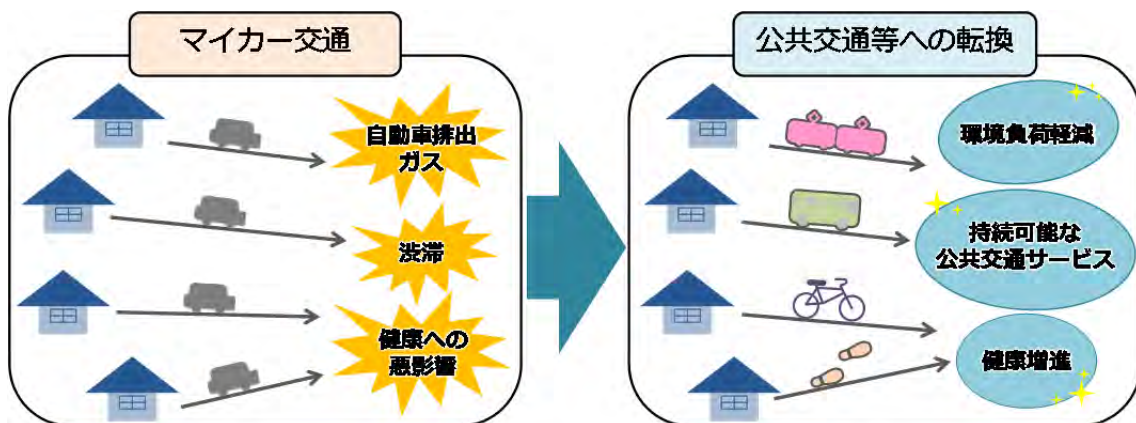 マイカー交通
自動車排出
ガス
渋滞
健康への
悪影響
公共交通等への転換
環境負荷軽減
持続可能な
公共交通サービス
健康増進